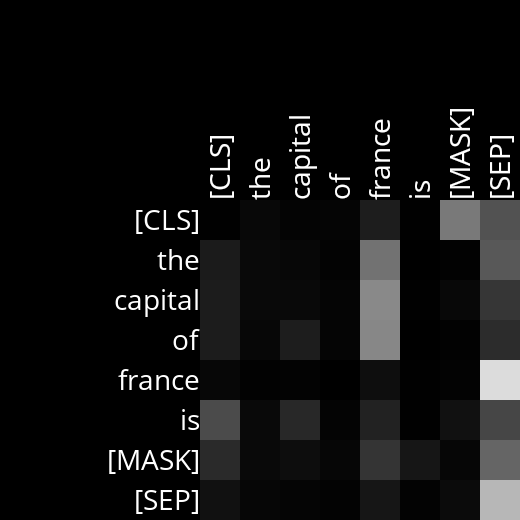 [CLS] the capital of france is [MASK] [SEP]
[CLS]
the
capital
of
france
is
[MASK]
[SEP]